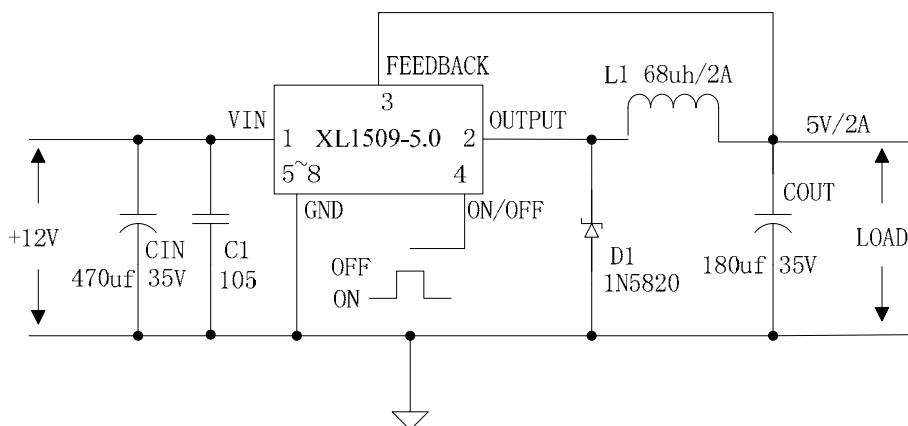 FEEDBACK
L1 68uh/2A
3
VIN
1
XL1509-5.0
2
OUTPUT
5V/2A
5~8
4
GND
ON/OFF
COUT
+12V
CIN
C1
OFF
D1
LOAD
470uf 35V
105
ON
1N5820
180uf 35V